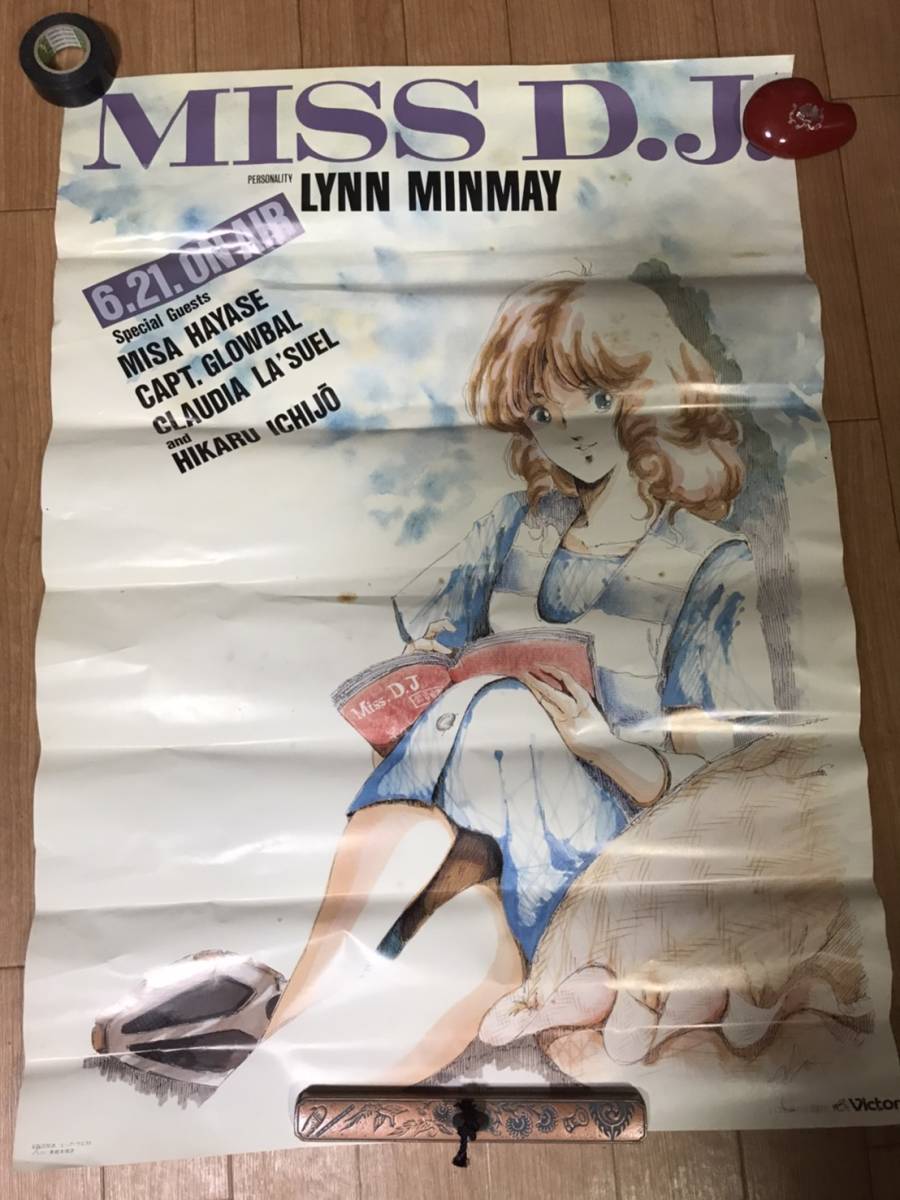 MISS D.J.
PERSONALITY LYNN MINMAY
6.21. ON AIR
Special Guests
MISA HAYASE
CAPT. GLOWBAL
CLAUDIA LA'SUEL
and
HIKARU ICHIJŌ
Miss. D.J
Victor